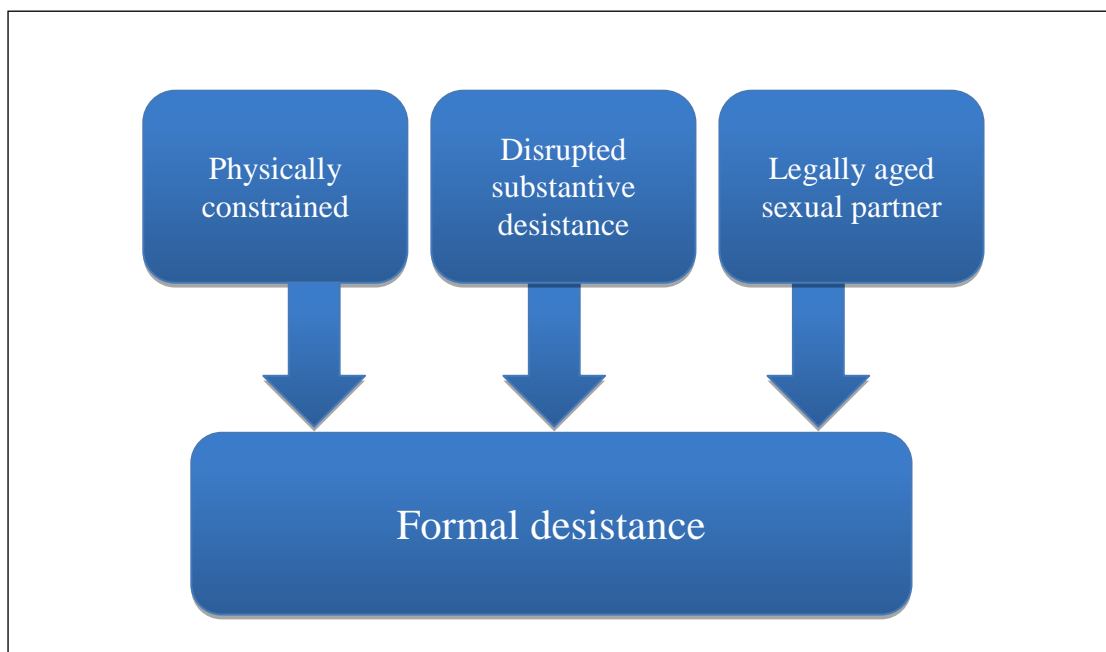 Physically
constrained
Disrupted
substantive
desistance
Legally aged
sexual partner
Formal desistance